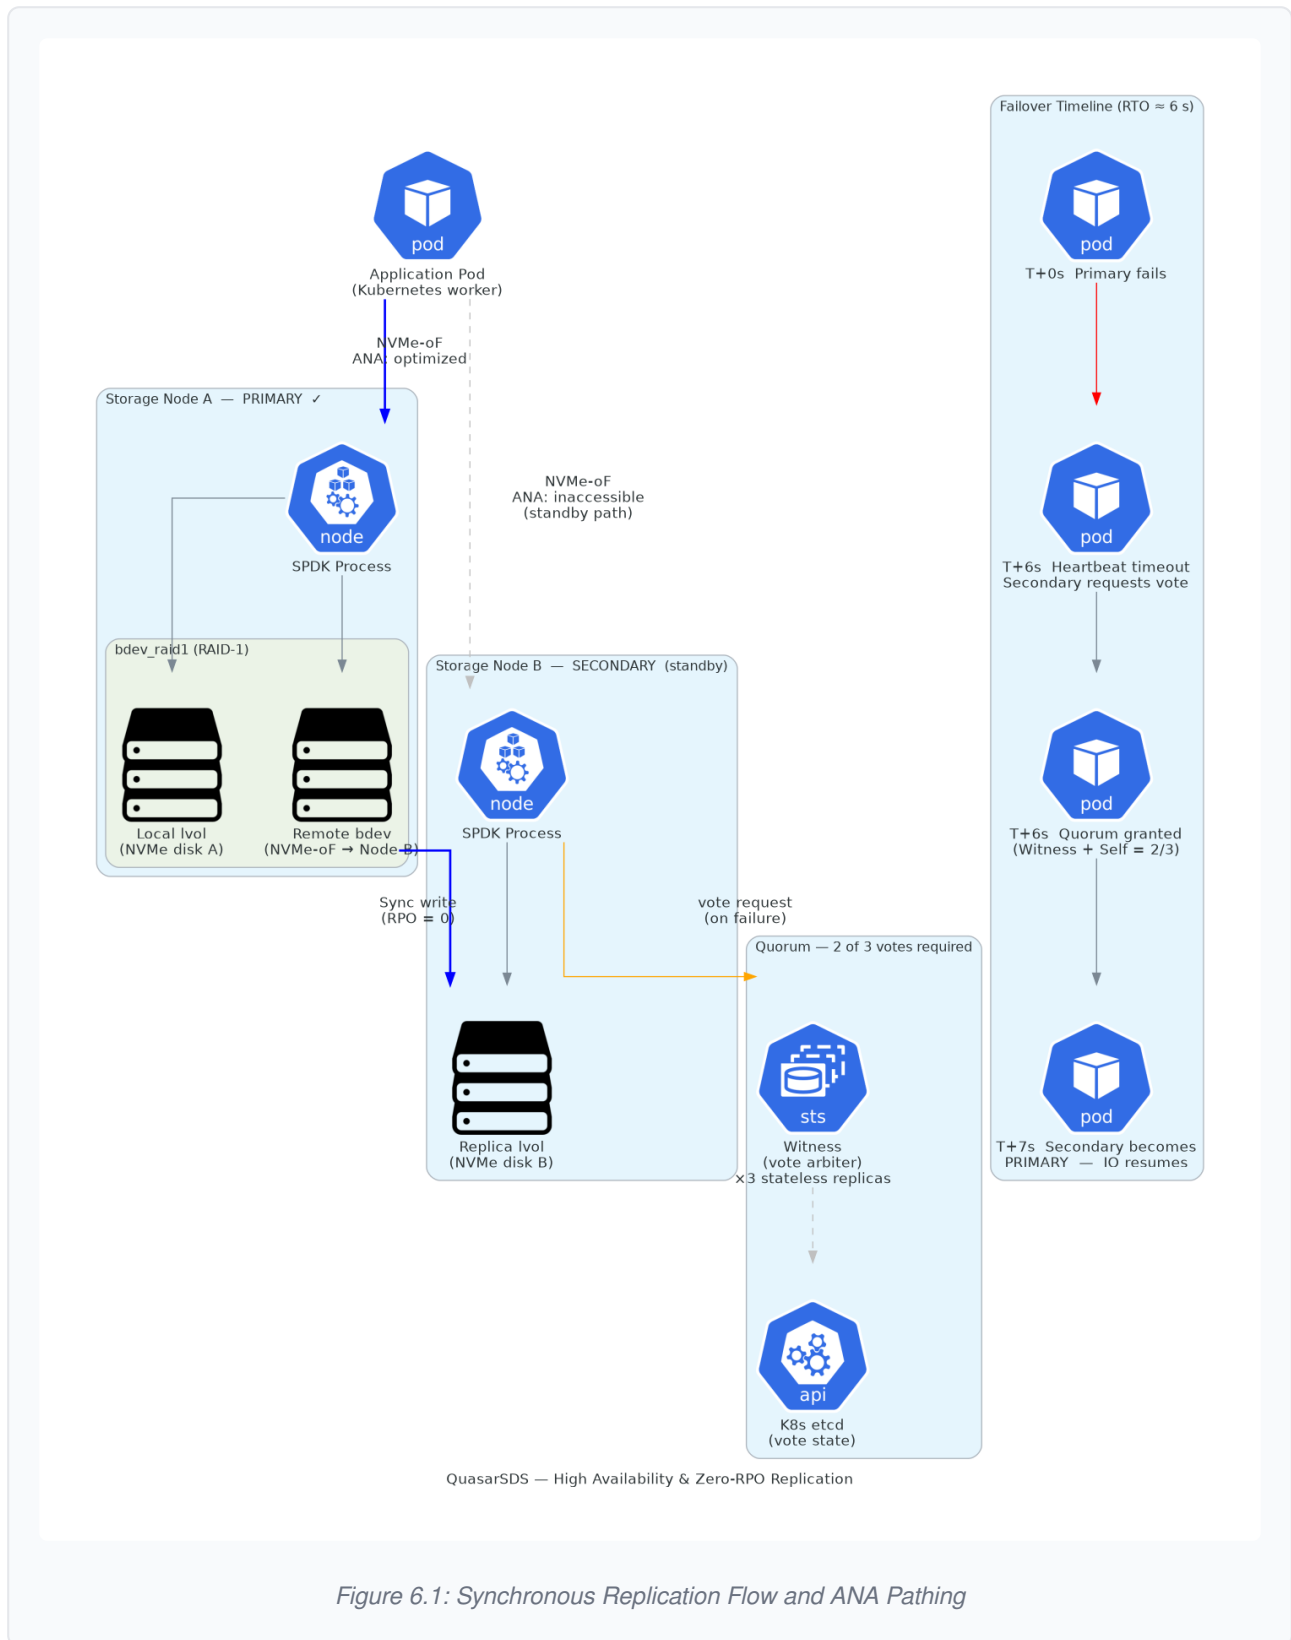 Failover Timeline (RTO ≈ 6 s)
pod
Application Pod
(Kubernetes worker)
pod
T+0s  Primary fails
NVMe-oF
ANA: optimized
Storage Node A — PRIMARY ✓
node
SPDK Process
NVMe-oF
ANA: inaccessible
(standby path)
pod
T+6s  Heartbeat timeout
Secondary requests vote
bdev_raid1 (RAID-1)
Local lvol
(NVMe disk A)
Remote bdev
(NVMe-oF → Node B)
Storage Node B — SECONDARY (standby)
node
SPDK Process
pod
T+6s  Quorum granted
(Witness + Self = 2/3)
Sync write
(RPO = 0)
vote request
(on failure)
Quorum — 2 of 3 votes required
Replica lvol
(NVMe disk B)
sts
Witness
(vote arbiter)
×3 stateless replicas
pod
T+7s  Secondary becomes
PRIMARY — IO resumes
api
K8s etcd
(vote state)
QuasarSDS — High Availability & Zero-RPO Replication
Figure 6.1: Synchronous Replication Flow and ANA Pathing